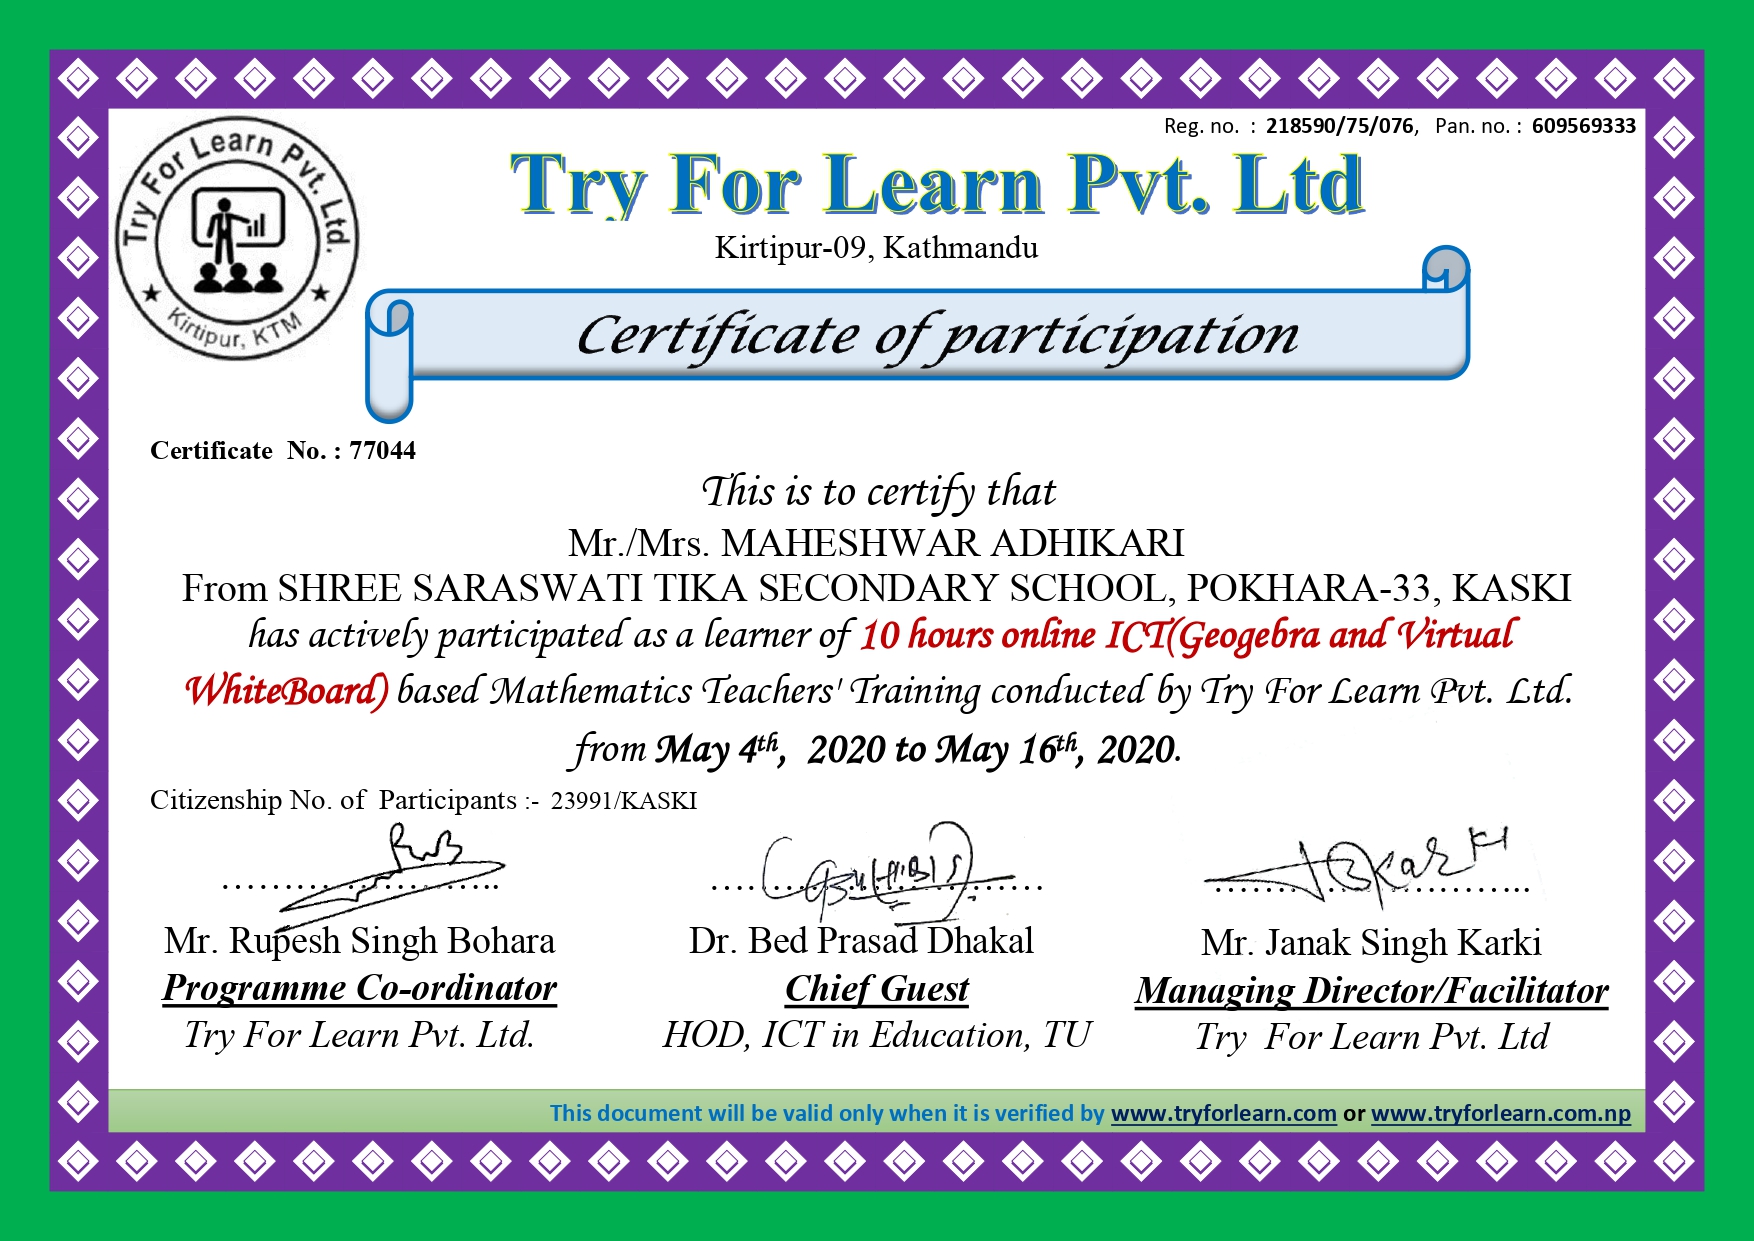 Reg. no. : 218590/75/076, Pan. no. : 609569333
Try For Learn Pvt. Ltd.
Kirtipur, KTM
Try For Learn Pvt. Ltd
Kirtipur-09, Kathmandu
Certificate of participation
Certificate No. : 77044
This is to certify that
Mr./Mrs. MAHESHWAR ADHIKARI
From SHREE SARASWATI TIKA SECONDARY SCHOOL, POKHARA-33, KASKI
has actively participated as a learner of 10 hours online ICT(Geogebra and Virtual
WhiteBoard) based Mathematics Teachers' Training conducted by Try For Learn Pvt. Ltd.
from May 4th, 2020 to May 16th, 2020.
Citizenship No. of Participants :- 23991/KASKI
Mr. Rupesh Singh Bohara
Programme Co-ordinator
Try For Learn Pvt. Ltd.
Dr. Bed Prasad Dhakal
Chief Guest
HOD, ICT in Education, TU
Mr. Janak Singh Karki
Managing Director/Facilitator
Try For Learn Pvt. Ltd
This document will be valid only when it is verified by www.tryforlearn.com or www.tryforlearn.com.np